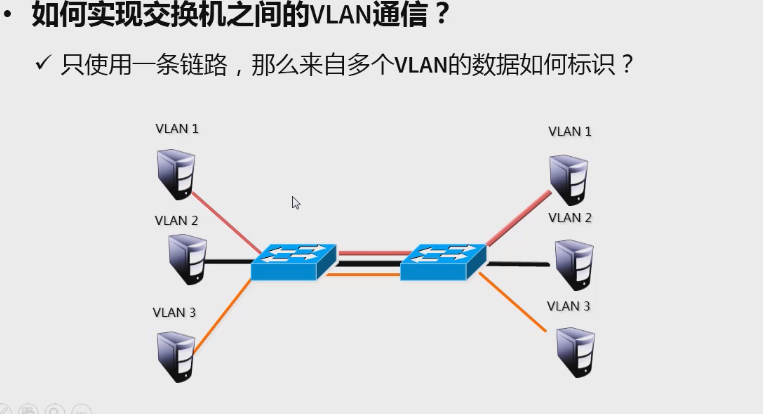 • 如何实现交换机之间的VLAN通信？
✓ 只使用一条链路，那么来自多个VLAN的数据如何标识？
VLAN 1
VLAN 1
VLAN 2
VLAN 2
VLAN 3
VLAN 3